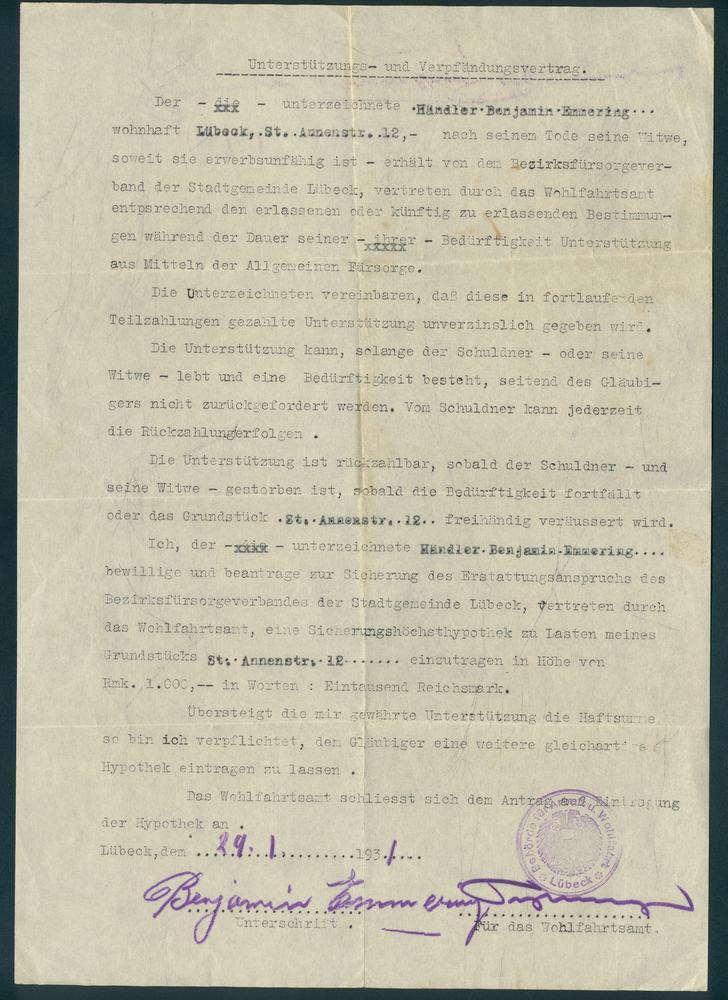 Unterstützungs- und Verpfändungsvertrag.
Der - die - unterzeichnete Händler Benjamin Emmering...
wohnhaft Lübeck, St. Annenstr. 12,- nach seinem Tode seine Witwe,
soweit sie erwerbsunfähig ist - erhält von dem Bezirksfürsorgever-
band der Stadtgemeinde Lübeck, vertreten durch das Wohlfahrtsamt
entpsrechend den erlassenen oder künftig zu erlassenden Bestimmun-
gen während der Dauer seiner - ihrer - Bedürftigkeit Unterstützung
aus Mitteln der Allgemeinen Fürsorge.
Die Unterzeichneten vereinbaren, daß diese in fortlaufenden
Teilzahlungen gezahlte Unterstützung unverzinslich gegeben wird.
Die Unterstützung kann, solange der Schuldner - oder seine
Witwe - lebt und eine Bedürftigkeit besteht, seitend des Gläubi-
gers nicht zurückgefordert werden. Vom Schuldner kann jederzeit
die Rückzahlung erfolgen .
Die Unterstützung ist rückzahlbar, sobald der Schuldner - und
seine Witwe - gestorben ist, sobald die Bedürftigkeit fortfällt
oder das Grundstück .St. Annenstr. 12.. freihändig veräussert wird.
Ich, der - die - unterzeichnete Händler Benjamin Emmering....
bewillige und beantrage zur Sicherung des Erstattungsanspruchs des
Bezirksfürsorgeverbandes der Stadtgemeinde Lübeck, vertreten durch
das Wohlfahrtsamt, eine Sicherungshöchsthypothek zu Lasten meines
Grundstücks St. Annenstr. 12....... einzutragen in Höhe von
Rmk. 1.000,-- in Worten : Eintausend Reichsmark.
Übersteigt die mir gewährte Unterstützung die Haftsumme,
so bin ich verpflichtet, dem Gläubiger eine weitere gleichartige
Hypothek eintragen zu lassen .
Das Wohlfahrtsamt schliesst sich dem Antrag auf Eintragung
der Hypothek an .
Lübeck, dem ..29. 1..........1931....
Behörde für Arbeit u. Wohlfahrt Lübeck
Benjamin Emmering
Unterschrift . Für das Wohlfahrtsamt.